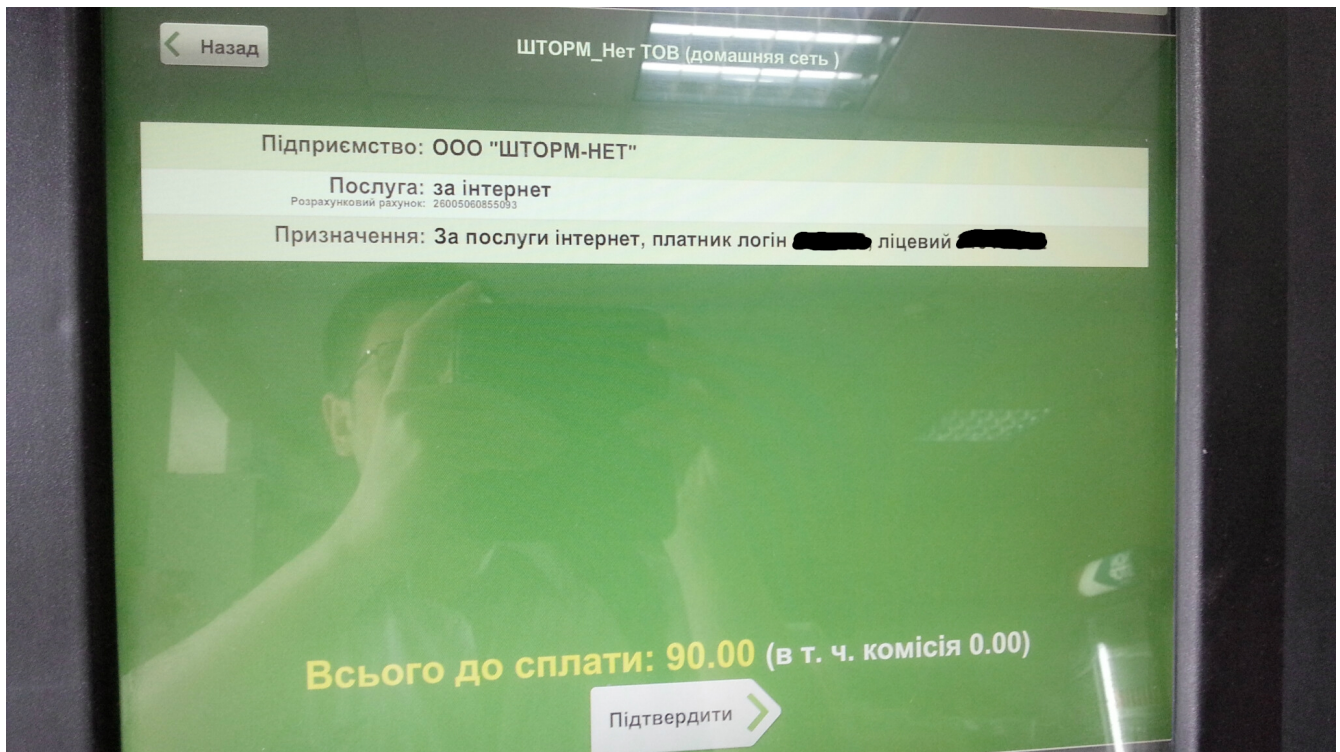 Назад
ШТОРМ_Нет ТОВ (домашняя сеть )
Підприємство: ООО "ШТОРМ-НЕТ"
Послуга: за інтернет
Розрахунковий рахунок: 26005060855093
Призначення: За послуги інтернет, платник логін , ліцевий
Всього до сплати: 90.00 (в т. ч. комісія 0.00)
Підтвердити